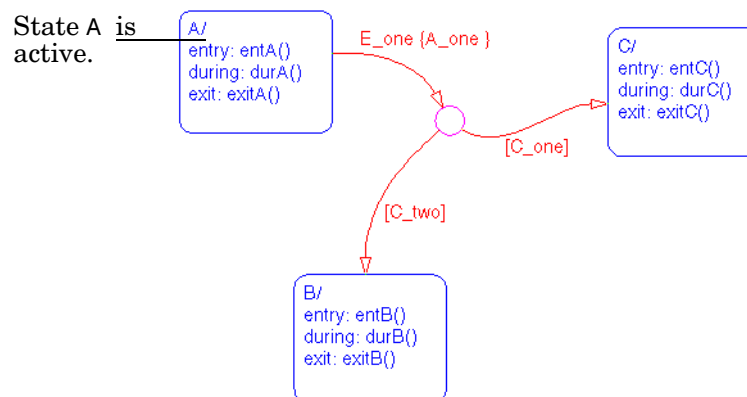 State A is
active.
A/
entry: entA()
during: durA()
exit: exitA()
E_one {A_one }
C/
entry: entC()
during: durC()
exit: exitC()
[C_one]
[C_two]
B/
entry: entB()
during: durB()
exit: exitB()